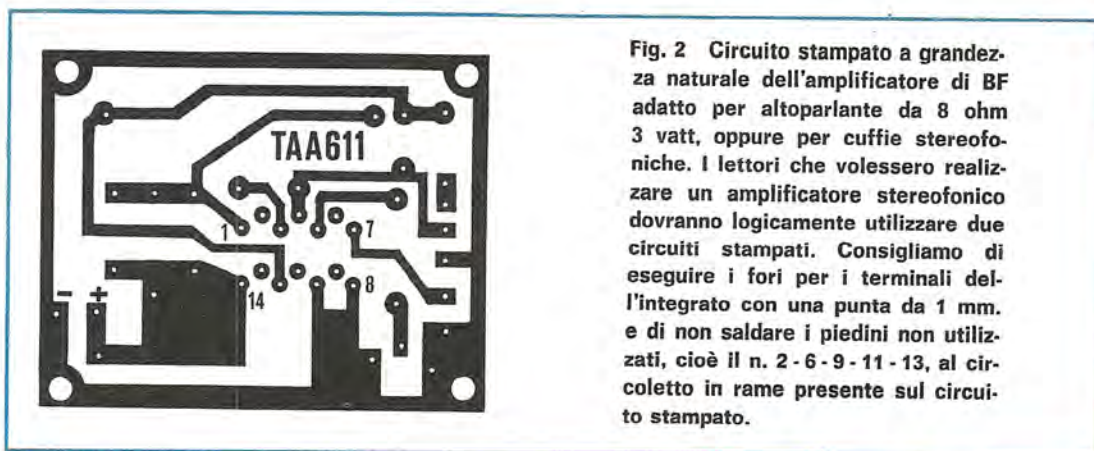 TAA611
1
7
14
8
- +
Fig. 2 Circuito stampato a grandez-
za naturale dell'amplificatore di BF
adatto per altoparlante da 8 ohm
3 vatt, oppure per cuffie stereofo-
niche. I lettori che volessero realiz-
zare un amplificatore stereofonico
dovranno logicamente utilizzare due
circuiti stampati. Consigliamo di
eseguire i fori per i terminali del-
l'integrato con una punta da 1 mm.
e di non saldare i piedini non utiliz-
zati, cioè il n. 2 - 6 - 9 - 11 - 13, al cir-
coletto in rame presente sul circui-
to stampato.